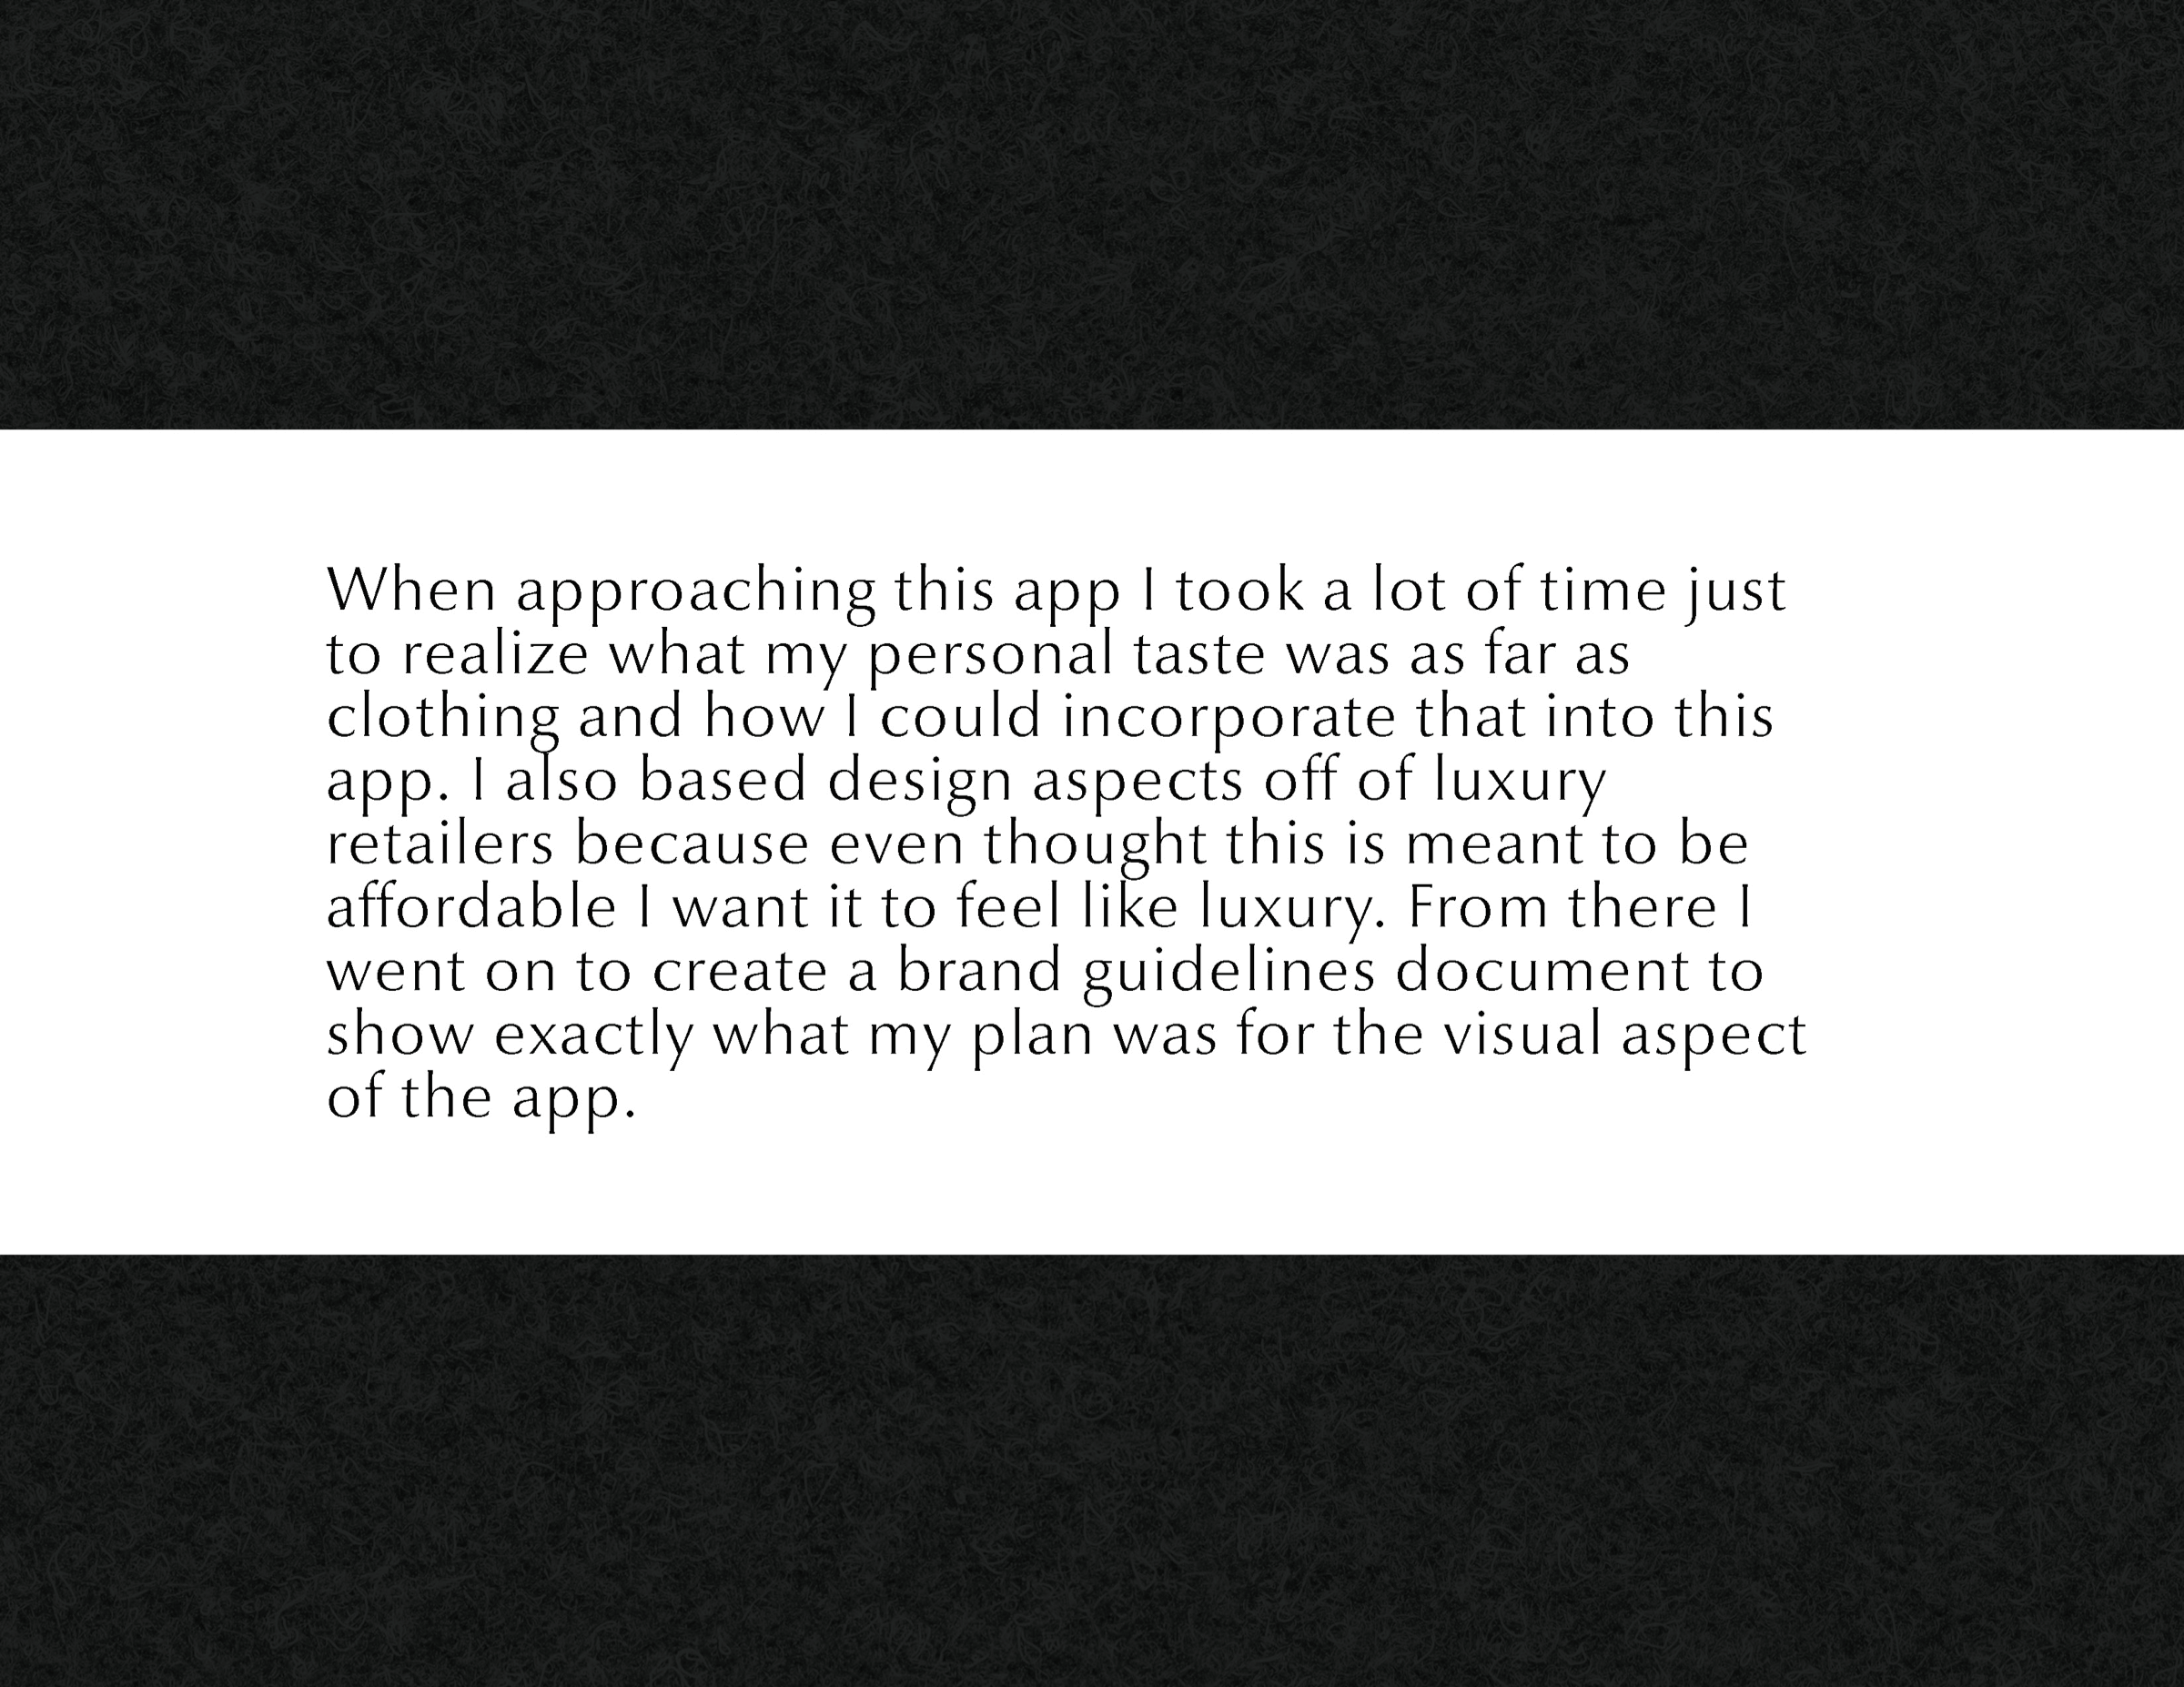 When approaching this app I took a lot of time just
to realize what my personal taste was as far as
clothing and how I could incorporate that into this
app. I also based design aspects off of luxury
retailers because even thought this is meant to be
affordable I want it to feel like luxury. From there I
went on to create a brand guidelines document to
show exactly what my plan was for the visual aspect
of the app.